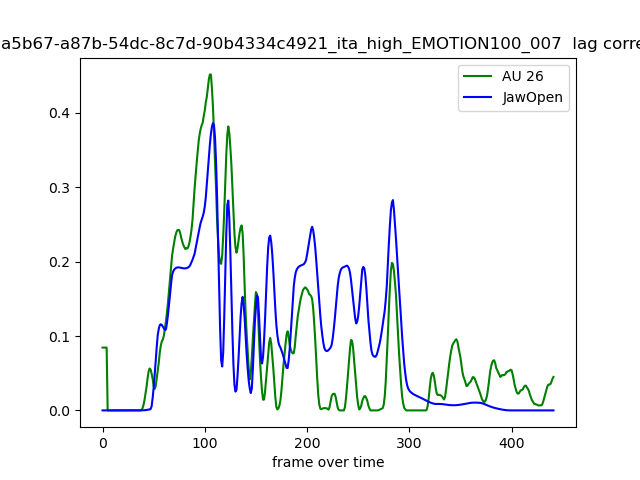 a5b67-a87b-54dc-8c7d-90b4334c4921_ita_high_EMOTION100_007 lag corre
AU 26
JawOpen
0.4
0.3
0.2
0.1
0.0
0 100 200 300 400
frame over time